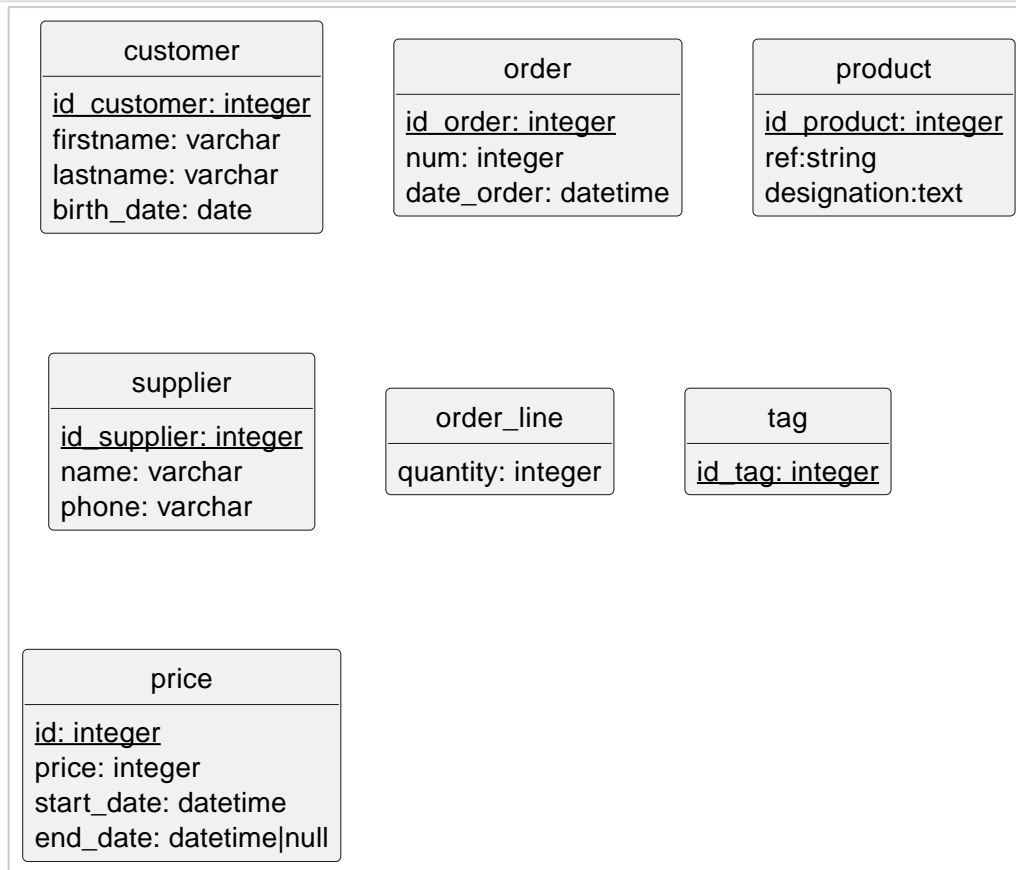 customer
id_customer: integer
firstname: varchar
lastname: varchar
birth_date: date
order
id_order: integer
num: integer
date_order: datetime
product
id_product: integer
ref:string
designation:text
supplier
id_supplier: integer
name: varchar
phone: varchar
order_line
quantity: integer
tag
id_tag: integer
price
id: integer
price: integer
start_date: datetime
end_date: datetime|null